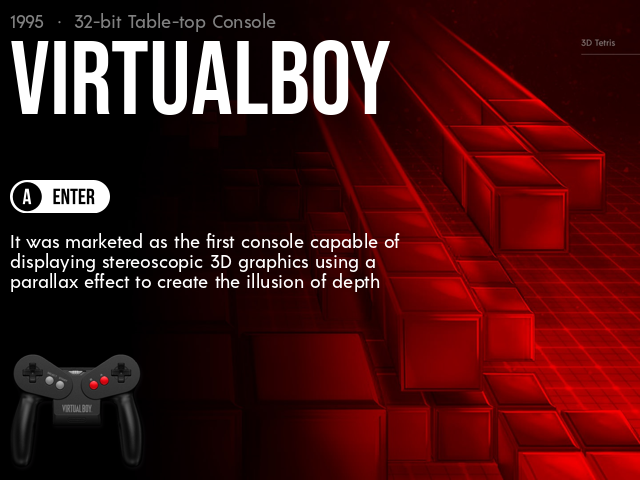 1995 · 32-bit Table-top Console
3D Tetris
VIRTUALBOY
A ENTER
It was marketed as the first console capable of
displaying stereoscopic 3D graphics using a
parallax effect to create the illusion of depth
VIRTUALBOY